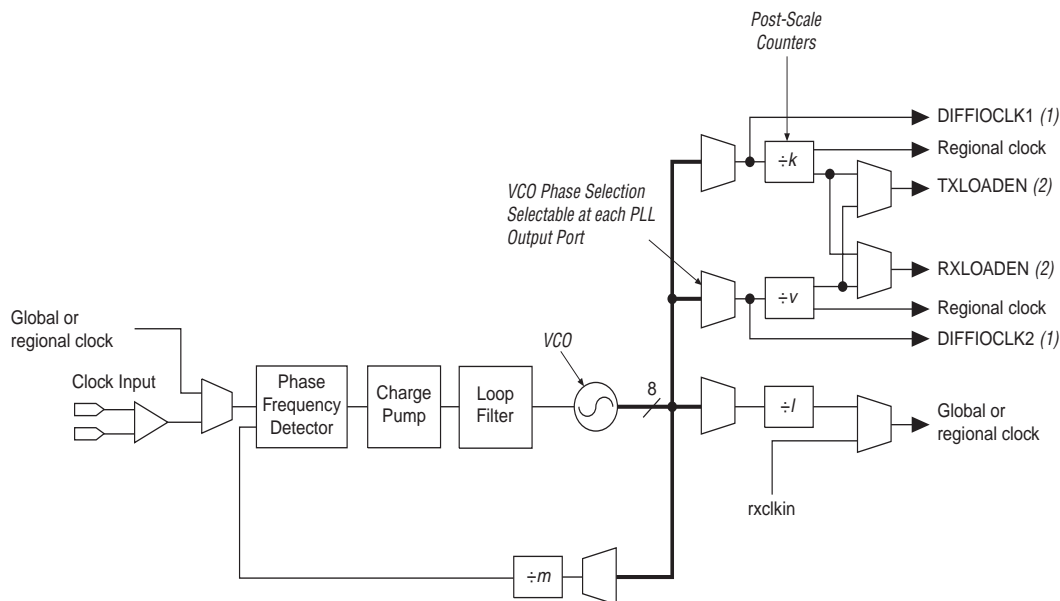 Post-Scale
Counters
DIFFIOCLK1 (1)
Regional clock
÷k
TXLOADEN (2)
VCO Phase Selection
Selectable at each PLL
Output Port
RXLOADEN (2)
÷v
Regional clock
DIFFIOCLK2 (1)
Global or
regional clock
VCO
Clock Input
Phase
Frequency
Detector
Charge
Pump
Loop
Filter
8
÷l
Global or
regional clock
rxclkin
÷m